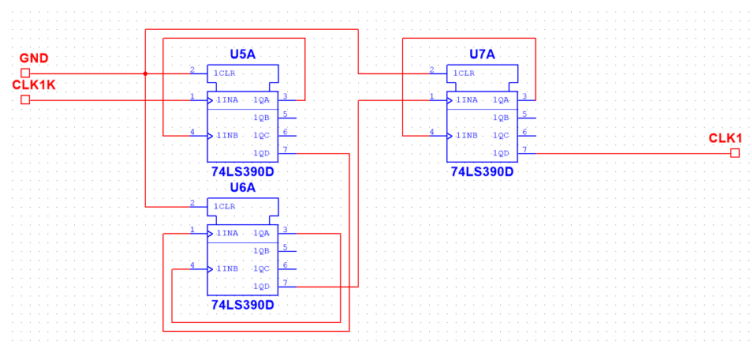 GND
CLK1K
U5A
2 1CLR
1 1INA 1QA 3
1QB 5
4 1INB 1QC 6
1QD 7
74LS390D
U7A
2 1CLR
1 1INA 1QA 3
1QB 5
4 1INB 1QC 6
1QD 7
74LS390D
CLK1
U6A
2 1CLR
1 1INA 1QA 3
1QB 5
4 1INB 1QC 6
1QD 7
74LS390D